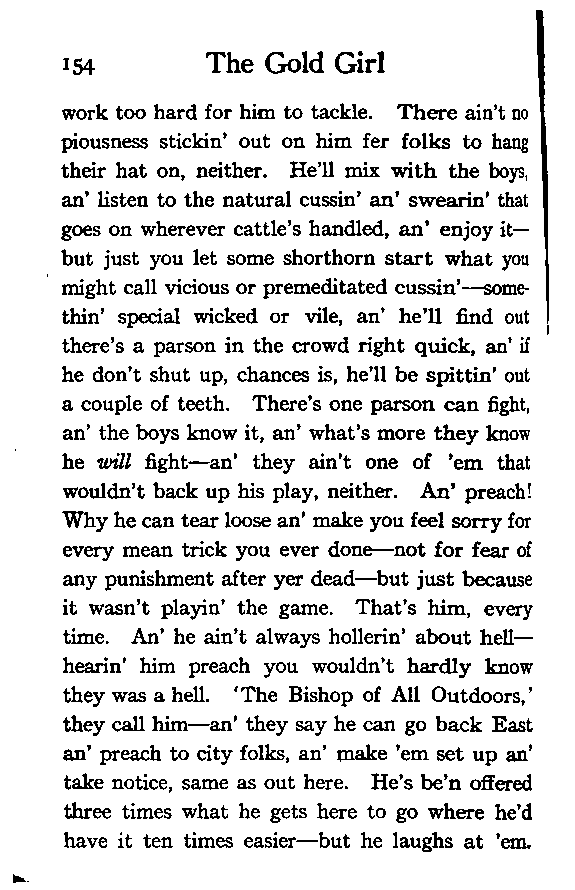 154 The Gold Girl
work too hard for him to tackle. There ain't no
piousness stickin' out on him fer folks to hang
their hat on, neither. He'll mix with the boys,
an' listen to the natural cussin' an' swearin' that
goes on wherever cattle's handled, an' enjoy it—
but just you let some shorthorn start what you
might call vicious or premeditated cussin'—some-
thin' special wicked or vile, an' he'll find out
there's a parson in the crowd right quick, an' if
he don't shut up, chances is, he'll be spittin' out
a couple of teeth. There's one parson can fight,
an' the boys know it, an' what's more they know
he will fight—an' they ain't one of 'em that
wouldn't back up his play, neither. An' preach!
Why he can tear loose an' make you feel sorry for
every mean trick you ever done—not for fear of
any punishment after yer dead—but just because
it wasn't playin' the game. That's him, every
time. An' he ain't always hollerin' about hell—
hearin' him preach you wouldn't hardly know
they was a hell. 'The Bishop of All Outdoors,'
they call him—an' they say he can go back East
an' preach to city folks, an' make 'em set up an'
take notice, same as out here. He's be'n offered
three times what he gets here to go where he'd
have it ten times easier—but he laughs at 'em.